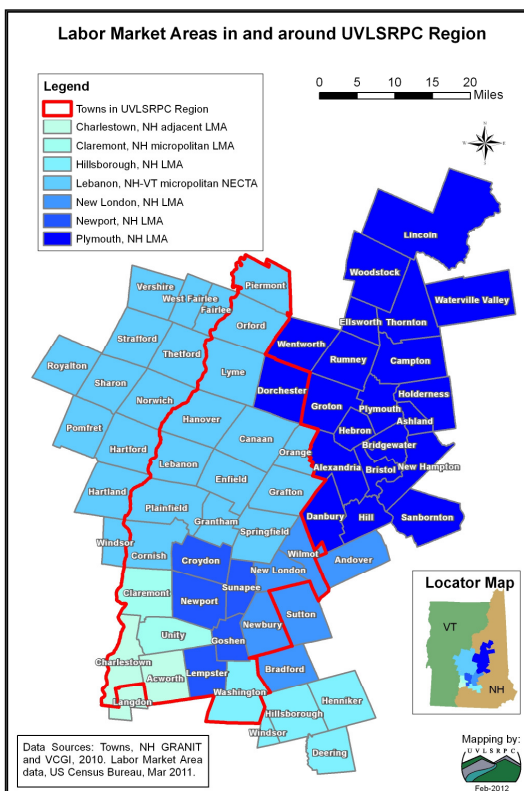 Labor Market Areas in and around UVLSRPC Region
Legend
Towns in UVLSRPC Region
Charlestown, NH adjacent LMA
Claremont, NH micropolitan LMA
Hillsborough, NH LMA
Lebanon, NH-VT micropolitan NECTA
New London, NH LMA
Newport, NH LMA
Plymouth, NH LMA
0 5 10 15 20
Miles
Lincoln
Woodstock
Waterville Valley
Piermont
Vershire
West Fairlee
Fairlee
Orford
Ellsworth
Thornton
Strafford
Wentworth
Rumney
Campton
Thetford
Royalton
Lyme
Sharon
Dorchester
Holderness
Norwich
Groton
Plymouth
Ashland
Pomfret
Hanover
Hebron
Canaan
Bridgewater
Hartford
Orange
Lebanon
Alexandria
Bristol
New Hampton
Enfield
Hartland
Grafton
Plainfield
Danbury
Hill
Sanbornton
Grantham
Springfield
Windsor
Cornish
Wilmot
Andover
Croydon
New London
Claremont
Sunapee
Newport
Sutton
Newbury
Unity
Goshen
Charlestown
Bradford
Acworth
Lempster
Washington
Langdon
Henniker
Hillsborough
Windsor
Deering
Locator Map
VT
NH
Data Sources: Towns, NH GRANIT
and VCGI, 2010. Labor Market Area
data, US Census Bureau, Mar 2011.
Mapping by:
UVLSRPC
Feb-2012